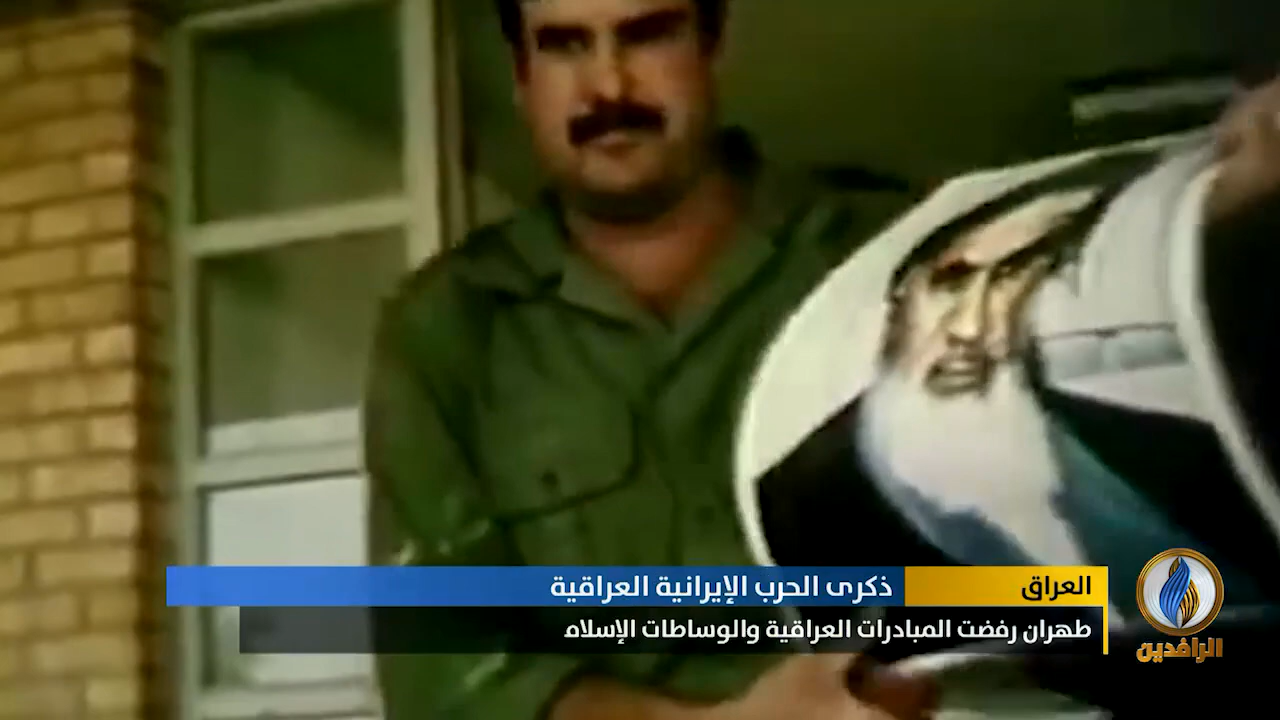 العراق
ذكرى الحرب الإيرانية العراقية
طهران رفضت المبادرات العراقية والوساطات الإسلام
الرافدين